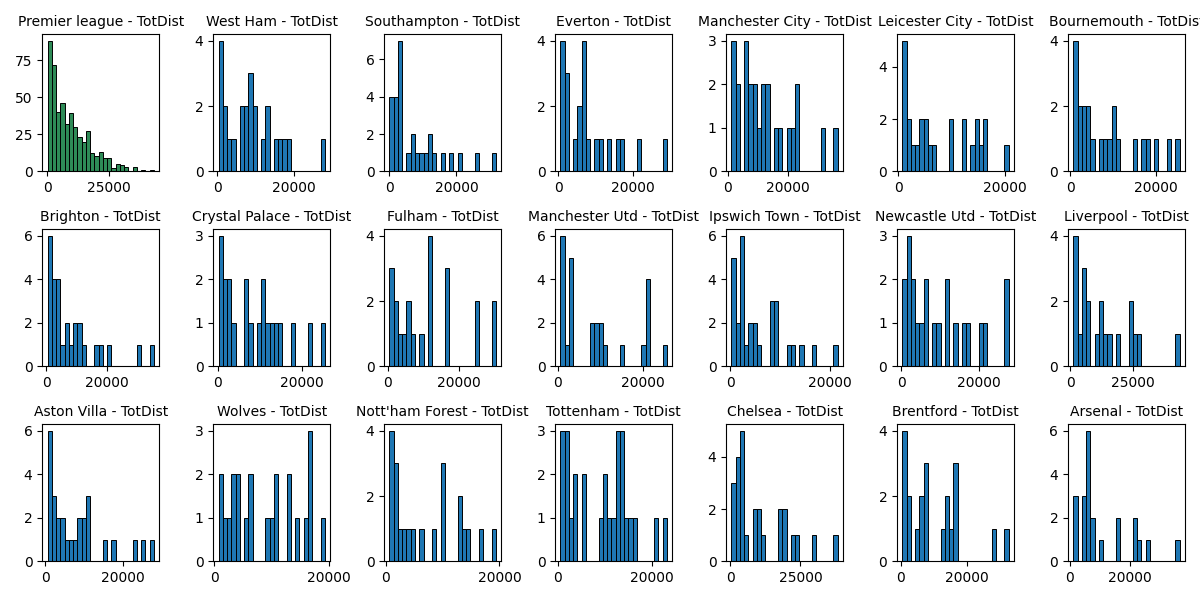 Premier league - TotDist West Ham - TotDist Southampton - TotDist Everton - TotDist Manchester City - TotDist Leicester City - TotDist Bournemouth - TotDist
75 50 25 0 4 2 0 6 4 2 0 4 2 0 3 2 1 0 4 2 0 4 2 0
0 25000 0 20000 0 20000 0 20000 0 20000 0 20000 0 20000
Brighton - TotDist Crystal Palace - TotDist Fulham - TotDist Manchester Utd - TotDist Ipswich Town - TotDist Newcastle Utd - TotDist Liverpool - TotDist
6 4 2 0 3 2 1 0 4 2 0 6 4 2 0 6 4 2 0 3 2 1 0 4 2 0
0 20000 0 20000 0 20000 0 20000 0 20000 0 20000 0 25000
Aston Villa - TotDist Wolves - TotDist Nott'ham Forest - TotDist Tottenham - TotDist Chelsea - TotDist Brentford - TotDist Arsenal - TotDist
6 4 2 0 3 2 1 0 4 2 0 3 2 1 0 4 2 0 4 2 0 6 4 2 0
0 20000 0 20000 0 20000 0 20000 0 25000 0 20000 0 20000